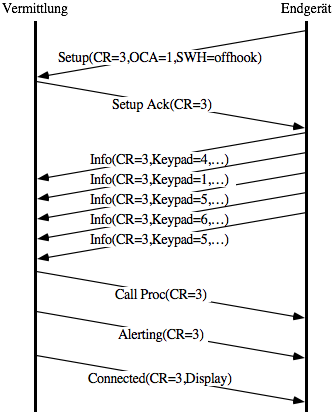 Vermittlung Endgerät
Setup(CR=3,OCA=1,SWH=offhook)
Setup Ack(CR=3)
Info(CR=3,Keypad=4,...)
Info(CR=3,Keypad=1,...)
Info(CR=3,Keypad=5,...)
Info(CR=3,Keypad=6,...)
Info(CR=3,Keypad=5,...)
Call Proc(CR=3)
Alerting(CR=3)
Connected(CR=3,Display)